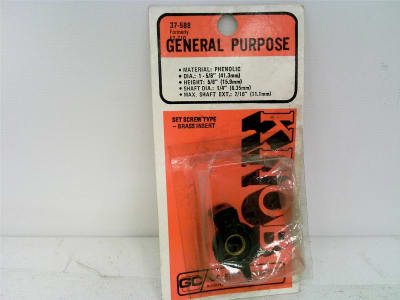 37-588
Formerly
GENERAL PURPOSE
• MATERIAL: PHENOLIC
• DIA.: 1-5/8" (41.3mm)
• HEIGHT: 5/8" (15.9mm)
• SHAFT DIA.: 1/4" (6.35mm)
• MAX. SHAFT EXT.: 7/16" (11.1mm)
SET SCREW TYPE
– BRASS INSERT
KNOB
GC